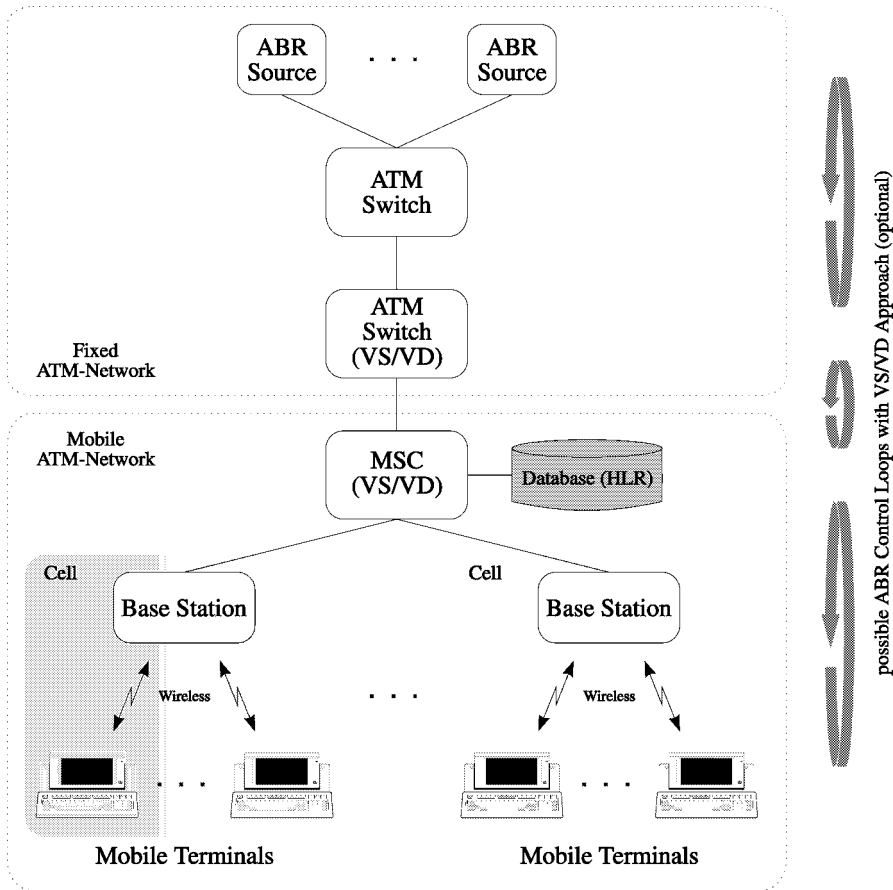 ABR
Source
. . .
ABR
Source
ATM
Switch
ATM
Switch
(VS/VD)
Fixed
ATM-Network
Mobile
ATM-Network
MSC
(VS/VD)
Database (HLR)
Cell
Base Station
Cell
Base Station
Wireless
. . .
Wireless
. . .
. . .
Mobile Terminals
Mobile Terminals
possible ABR Control Loops with VS/VD Approach (optional)